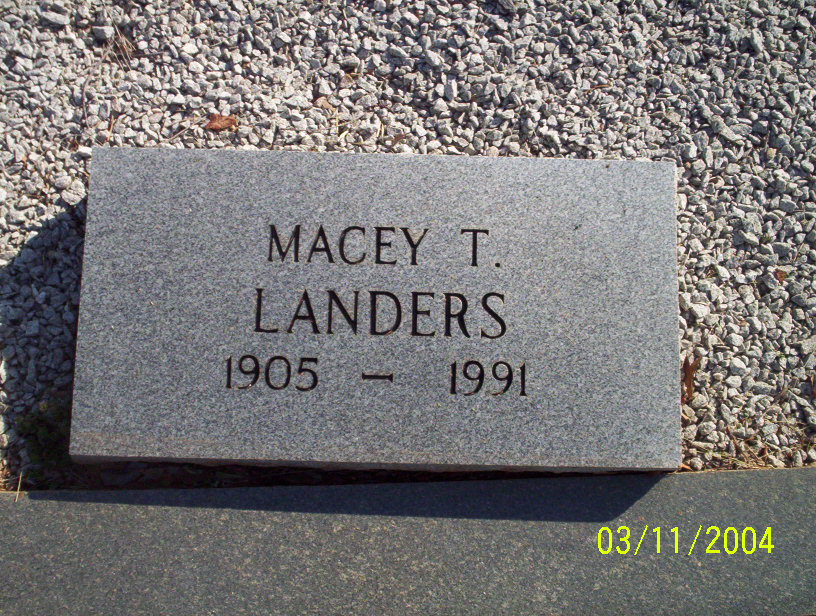 MACEY T.
LANDERS
1905 – 1991
03/11/2004